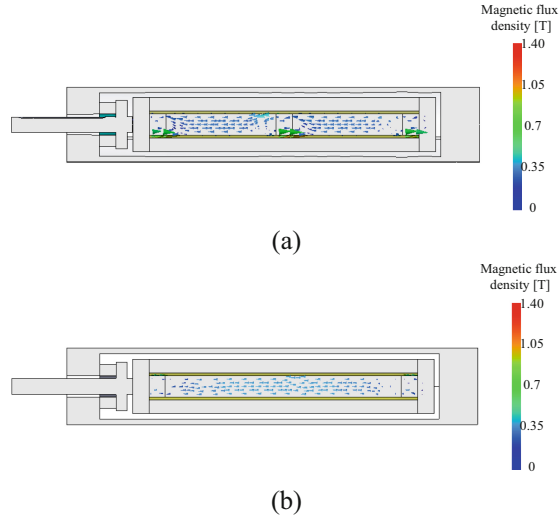 Magnetic flux
density [T]
1.40
1.05
0.7
0.35
0
(a)
Magnetic flux
density [T]
1.40
1.05
0.7
0.35
0
(b)